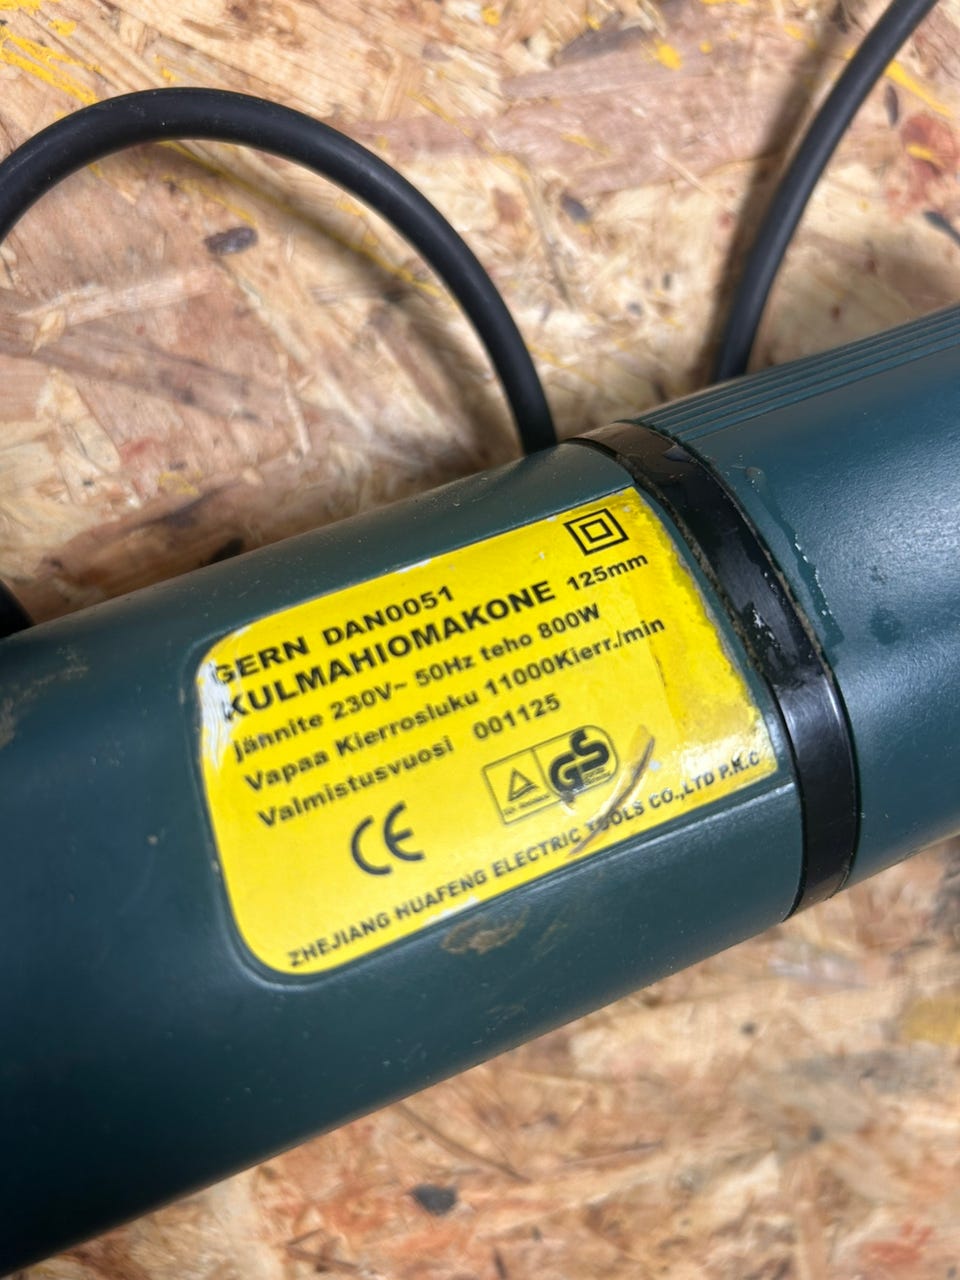 GERN DAN0051
KULMAHIOMAKONE 125mm
jännite 230V~ 50Hz teho 800W
Vapaa Kierrosluku 11000Kierr./min
Valmistusvuosi 001125
CE
GS
ZHEJIANG HUAFENG ELECTRIC TOOLS CO.,LTD P.R.C